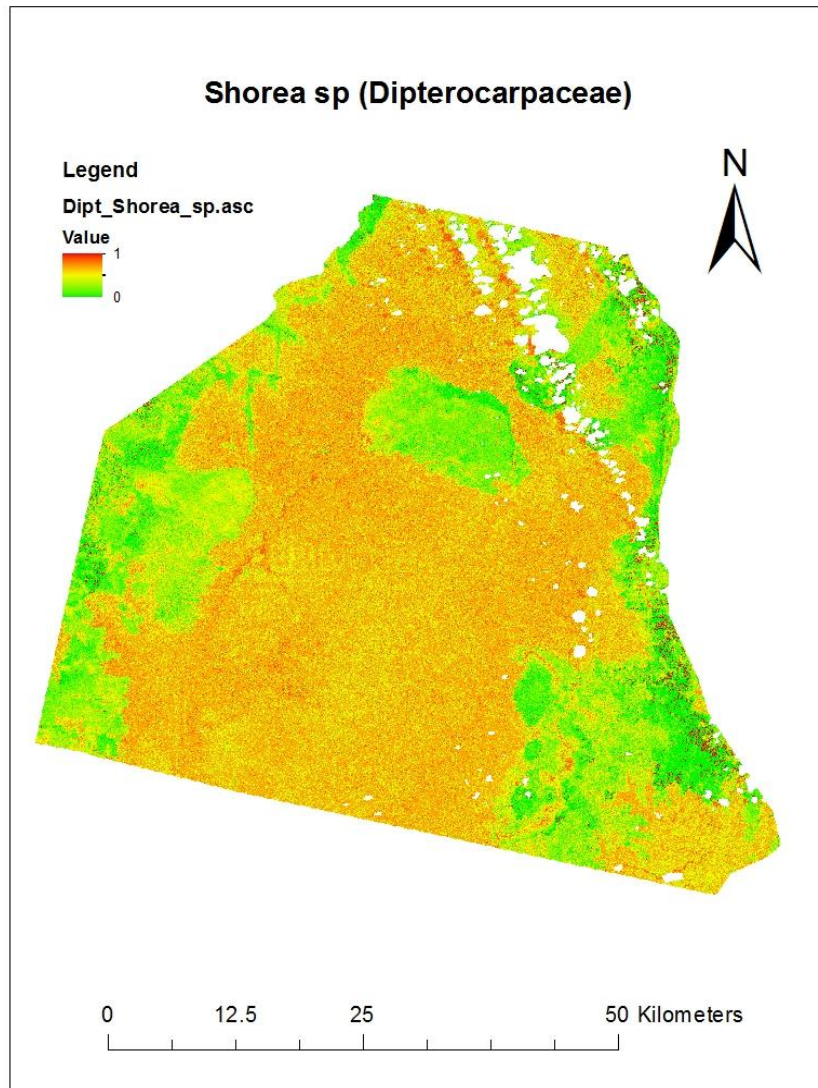 Shorea sp (Dipterocarpaceae)
Legend
Dipt_Shorea_sp.asc
Value
1
0
N
0 12.5 25 50 Kilometers